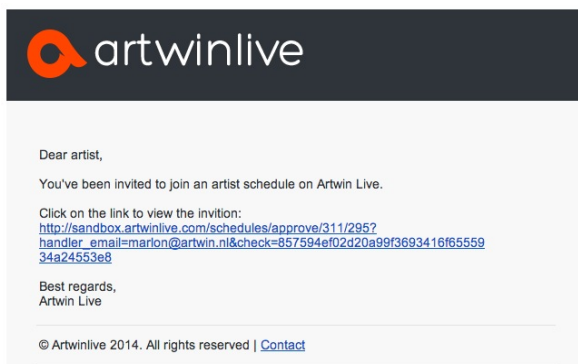 artwinlive
Dear artist,
You've been invited to join an artist schedule on Artwin Live.
Click on the link to view the invition:
http://sandbox.artwinlive.com/schedules/approve/311/295?
handler_email=marlon@artwin.nl&check=857594ef02d20a99f3693416f65559
34a24553e8
Best regards,
Artwin Live
© Artwinlive 2014. All rights reserved | Contact